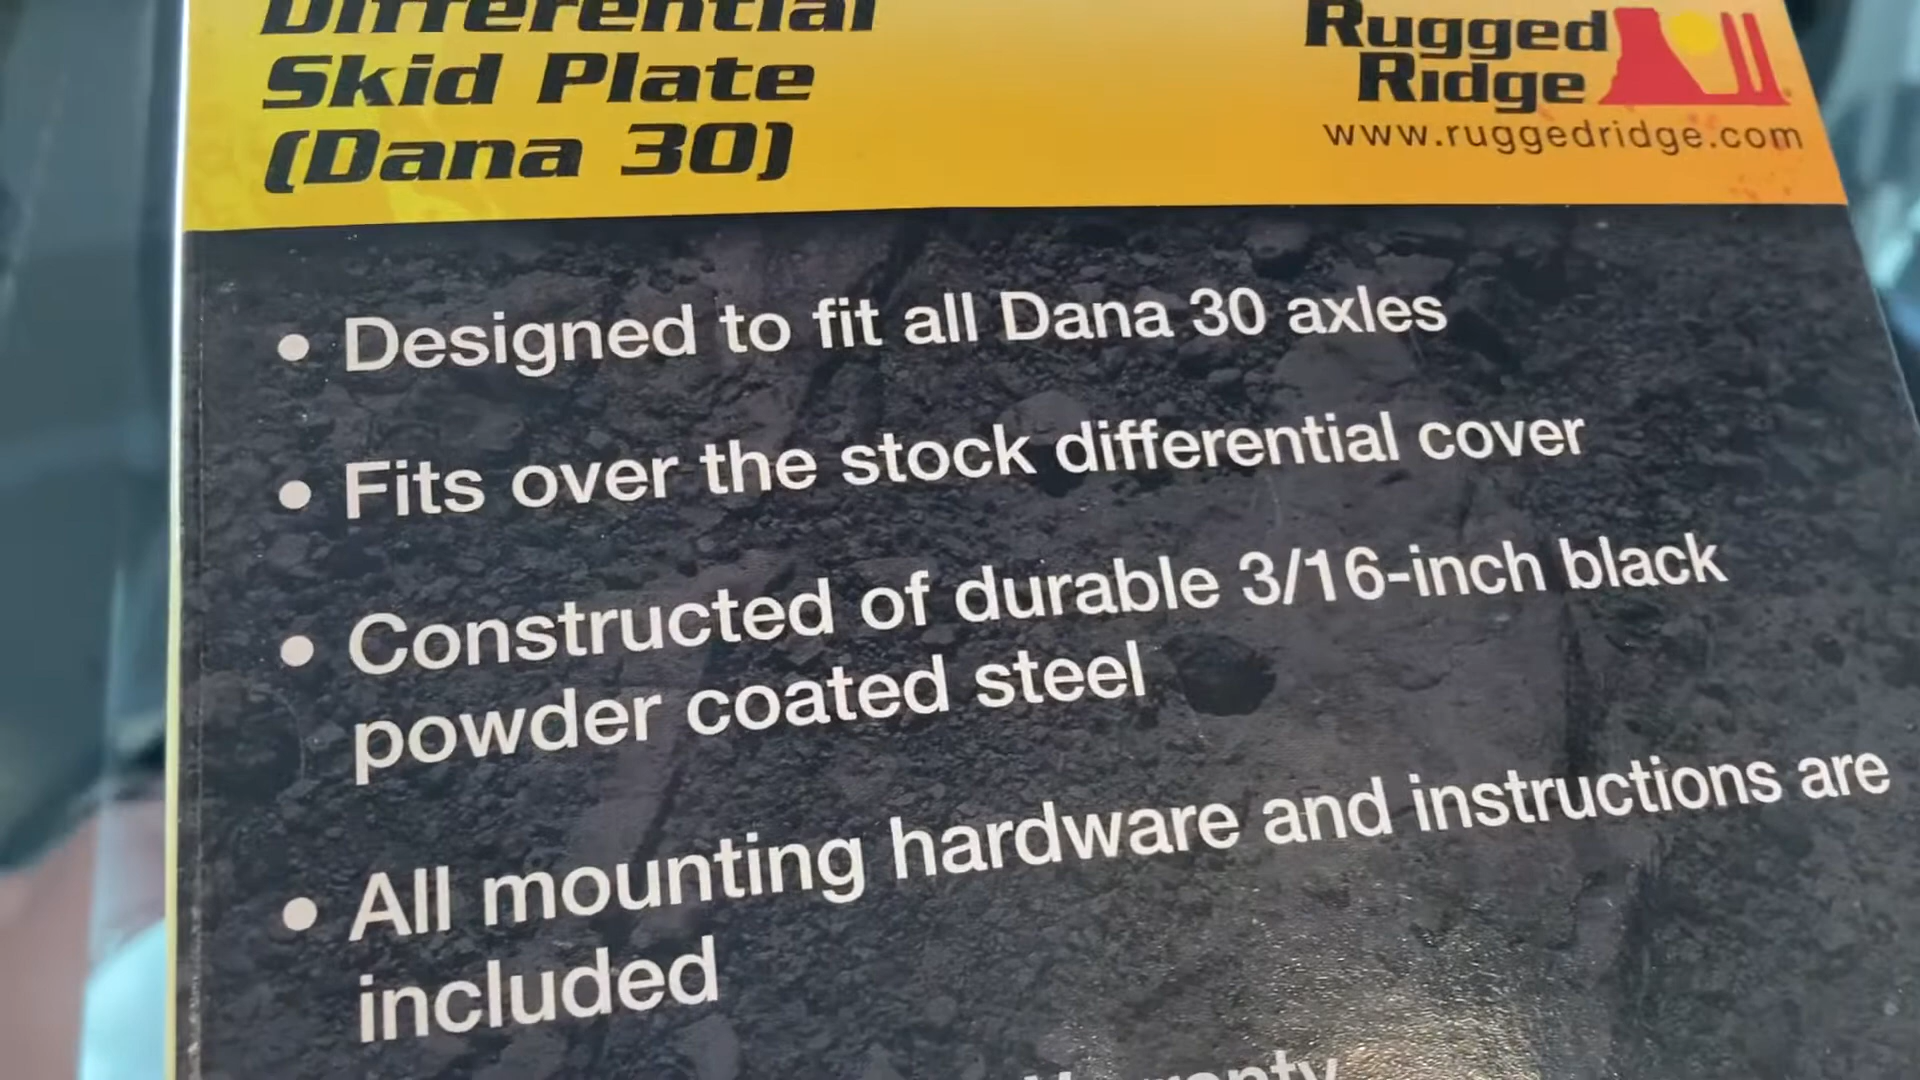 Differential
Skid Plate
(Dana 30)
Rugged
Ridge
www.ruggedridge.com
• Designed to fit all Dana 30 axles
• Fits over the stock differential cover
• Constructed of durable 3/16-inch black
powder coated steel
• All mounting hardware and instructions are
included
Warranty